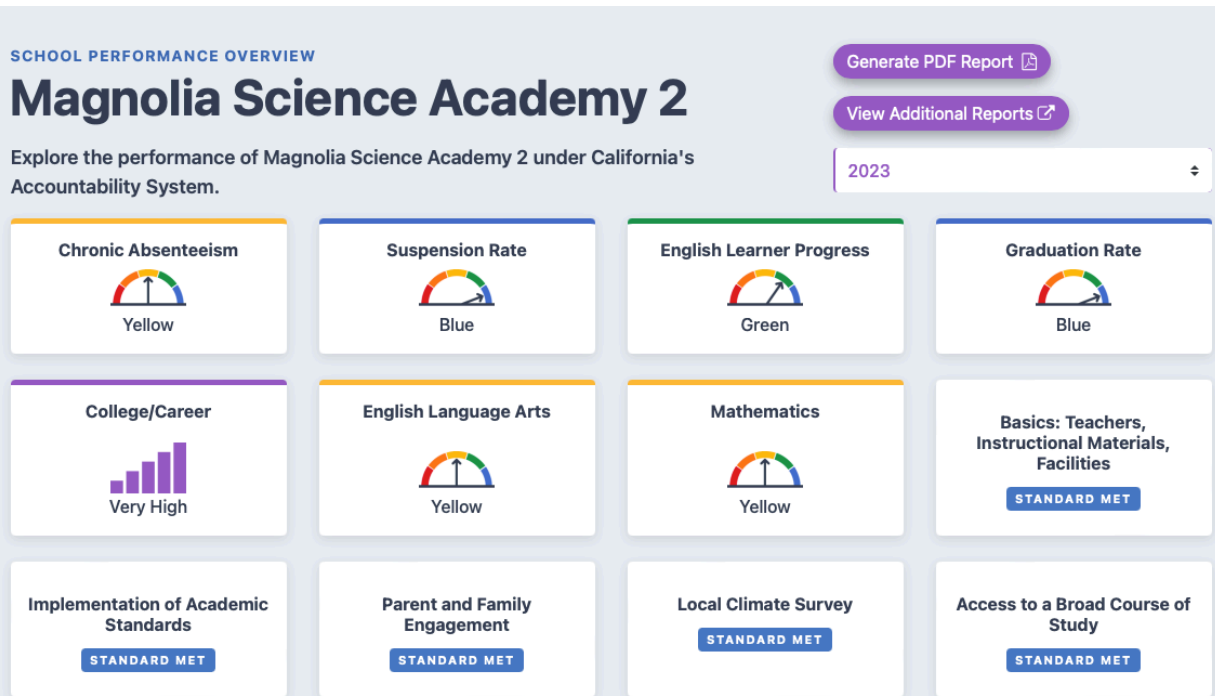 SCHOOL PERFORMANCE OVERVIEW
Magnolia Science Academy 2
Explore the performance of Magnolia Science Academy 2 under California's
Accountability System.
Generate PDF Report
View Additional Reports
2023
Chronic Absenteeism
Yellow
Suspension Rate
Blue
English Learner Progress
Green
Graduation Rate
Blue
College/Career
Very High
English Language Arts
Yellow
Mathematics
Yellow
Basics: Teachers,
Instructional Materials,
Facilities
STANDARD MET
Implementation of Academic
Standards
STANDARD MET
Parent and Family
Engagement
STANDARD MET
Local Climate Survey
STANDARD MET
Access to a Broad Course of
Study
STANDARD MET